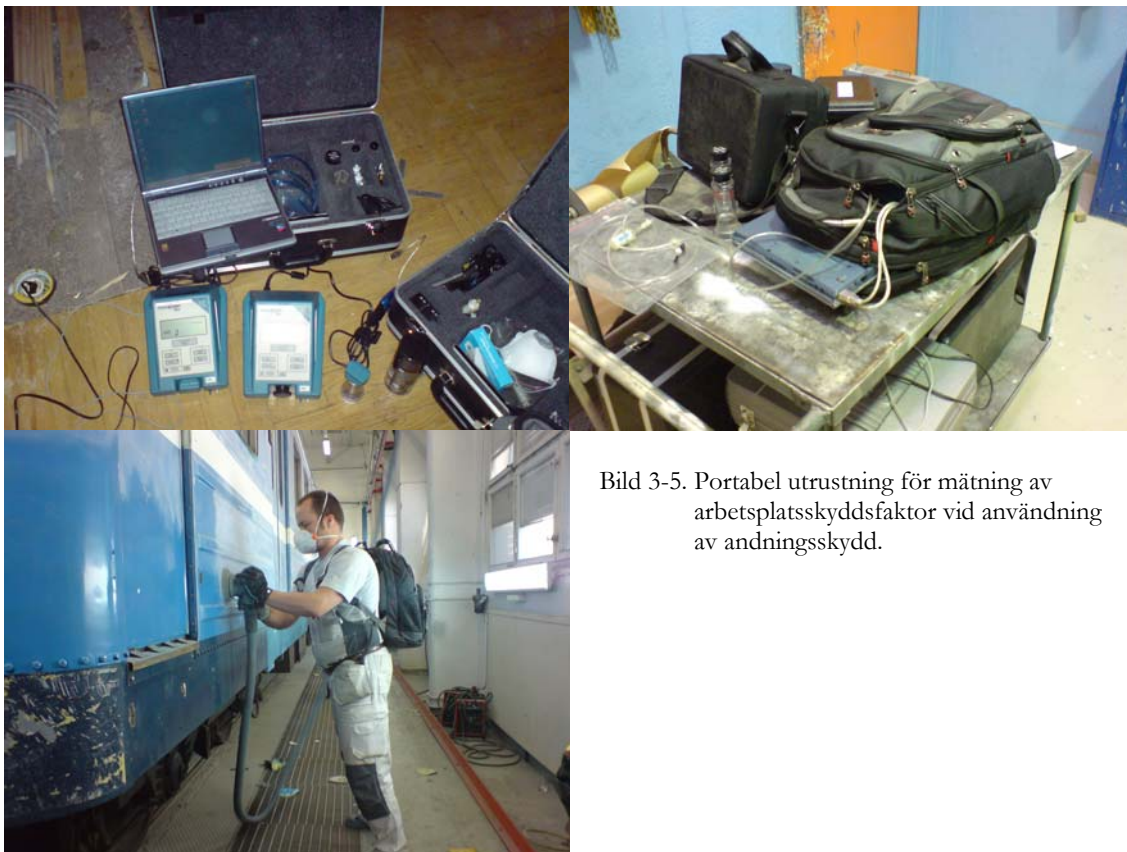 Bild 3-5. Portabel utrustning för mätning av
arbetsplatsskyddsfaktor vid användning
av andningsskydd.